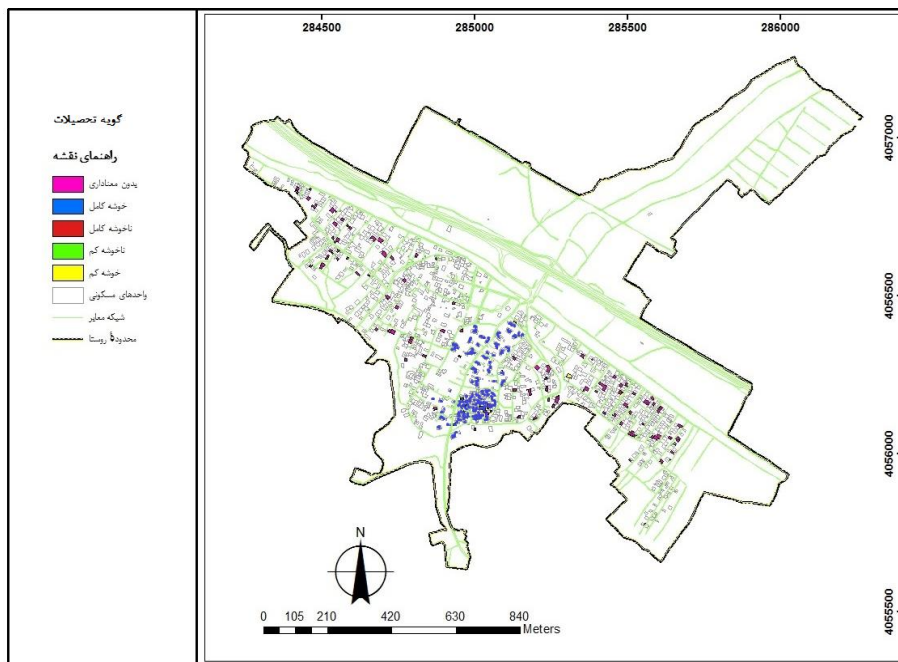 گویه تحصیلات
راهنمای نقشه
بدون معناداری
خوشه کامل
ناخوشه کامل
ناخوشه کم
خوشه کم
واحدهای مسکونی
شبکه معابر
محدودهٔ روستا
284500 285000 285500 286000
4057000
4056500
4056000
4055500
N
0 105 210 420 630 840
Meters